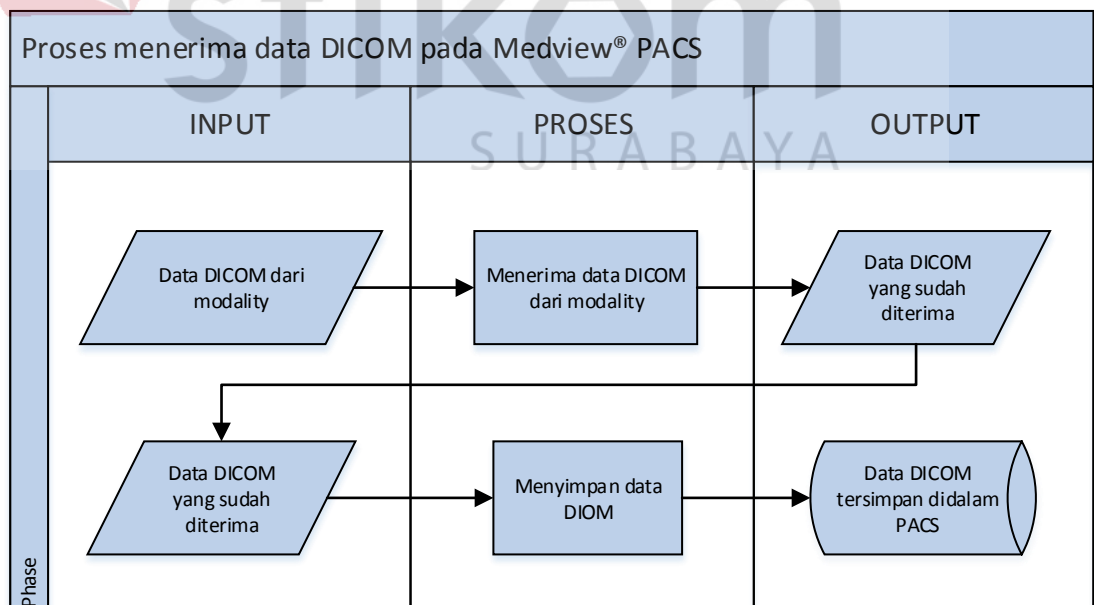 STIKOM
SURABAYA
Proses menerima data DICOM pada Medview® PACS
INPUT
PROSES
OUTPUT
Data DICOM dari
modality
Menerima data DICOM
dari modality
Data DICOM
yang sudah
diterima
Data DICOM
yang sudah
diterima
Menyimpan data
DIOM
Data DICOM
tersimpan didalam
PACS
Phase